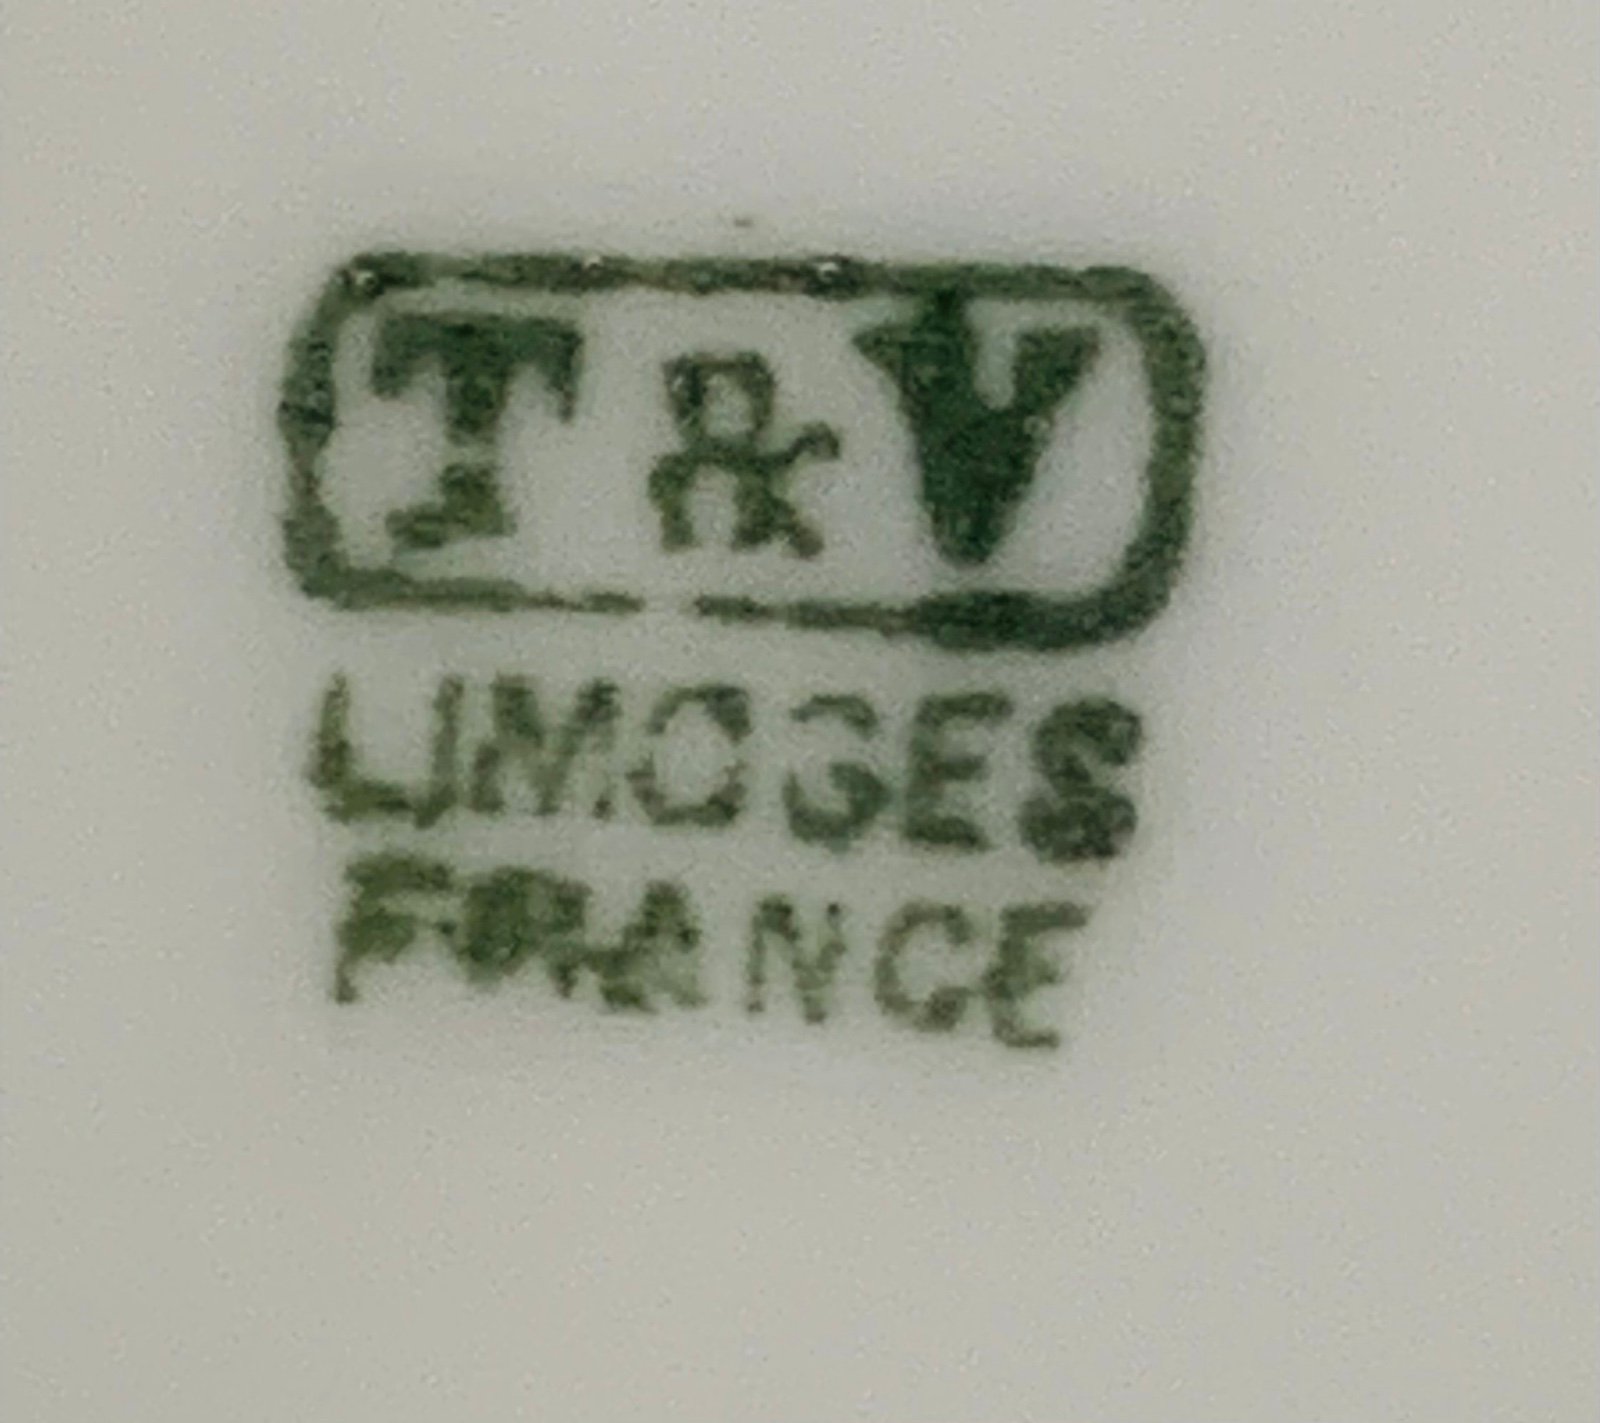 T & V
LIMOGES
FRANCE